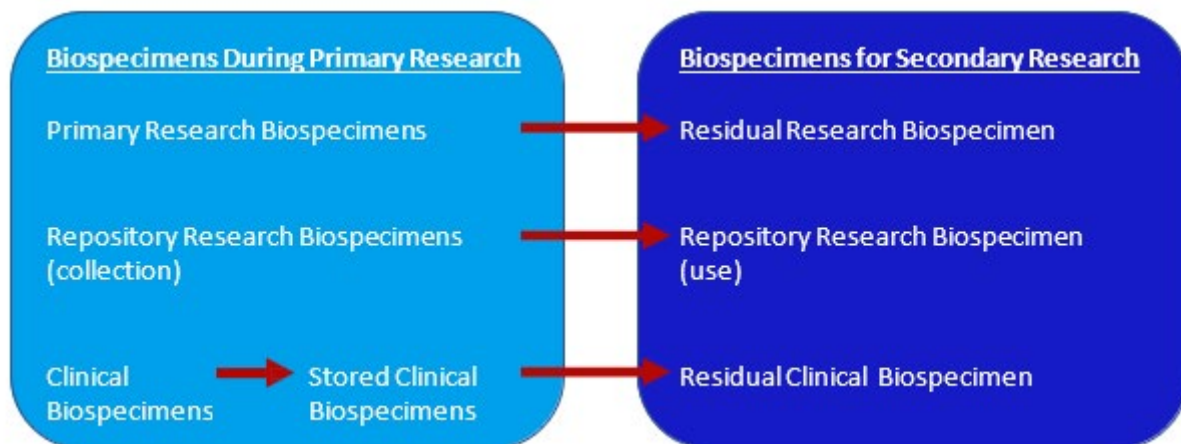 Biospecimens During Primary Research
Primary Research Biospecimens
Repository Research Biospecimens
(collection)
Clinical
Biospecimens
Stored Clinical
Biospecimens
Biospecimens for Secondary Research
Residual Research Biospecimen
Repository Research Biospecimen
(use)
Residual Clinical Biospecimen